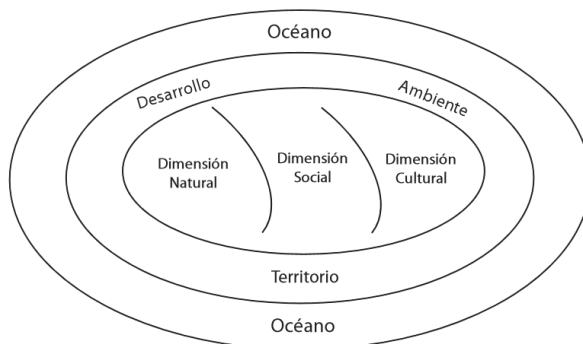 Océano
Desarrollo
Ambiente
Dimensión
Natural
Dimensión
Social
Dimensión
Cultural
Territorio
Océano